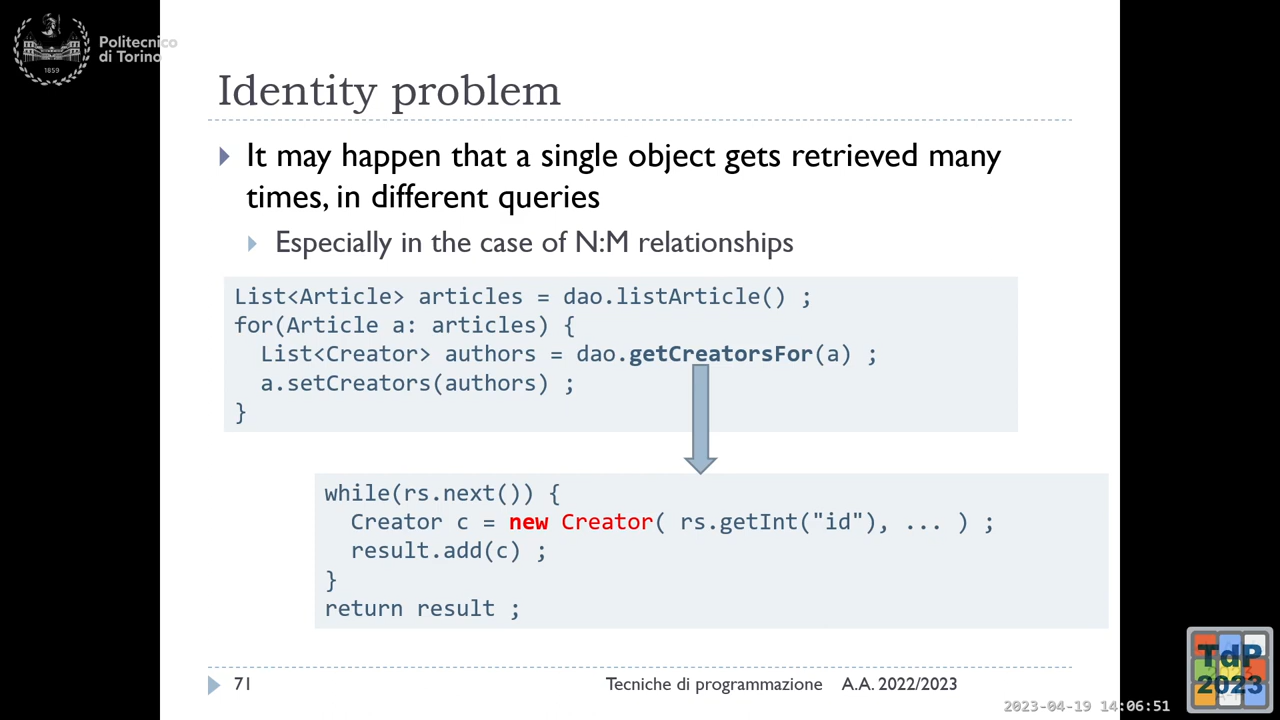 Politecnico
di Torino
1859
Identity problem
It may happen that a single object gets retrieved many
times, in different queries
Especially in the case of N:M relationships
List<Article> articles = dao.listArticle() ;
for(Article a: articles) {
  List<Creator> authors = dao.getCreatorsFor(a) ;
  a.setCreators(authors) ;
}
while(rs.next()) {
  Creator c = new Creator( rs.getInt("id"), ... ) ;
  result.add(c) ;
}
return result ;
71 Tecniche di programmazione A.A. 2022/2023
TdP
2023
2023-04-19 14:06:51